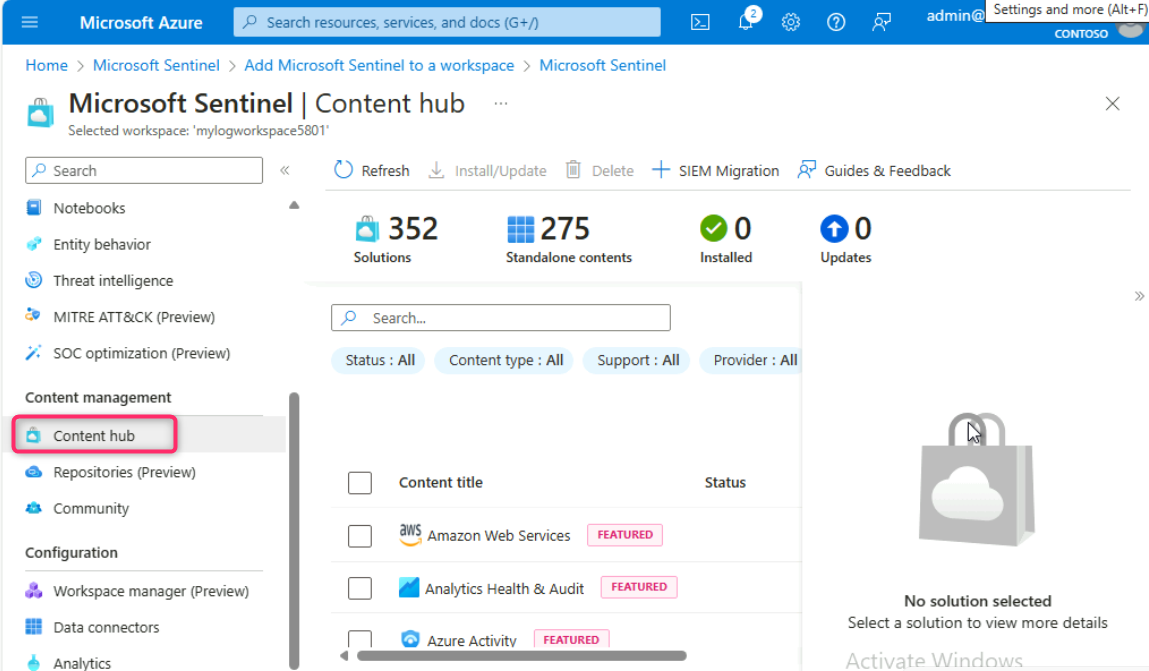 Microsoft Azure
Search resources, services, and docs (G+/)
2
admin@
Settings and more (Alt+F)
CONTOSO
Home > Microsoft Sentinel > Add Microsoft Sentinel to a workspace > Microsoft Sentinel
Microsoft Sentinel | Content hub ...
Selected workspace: 'mylogworkspace5801'
Search
«
Refresh Install/Update Delete SIEM Migration Guides & Feedback
Notebooks
Entity behavior
Threat intelligence
MITRE ATT&CK (Preview)
SOC optimization (Preview)
Content management
Content hub
Repositories (Preview)
Community
Configuration
Workspace manager (Preview)
Data connectors
Analytics
352 275 0 0
Solutions Standalone contents Installed Updates
»
Search...
Status : All Content type : All Support : All Provider : All
Content title Status
aws Amazon Web Services FEATURED
Analytics Health & Audit FEATURED
Azure Activity FEATURED
No solution selected
Select a solution to view more details
Activate Windows